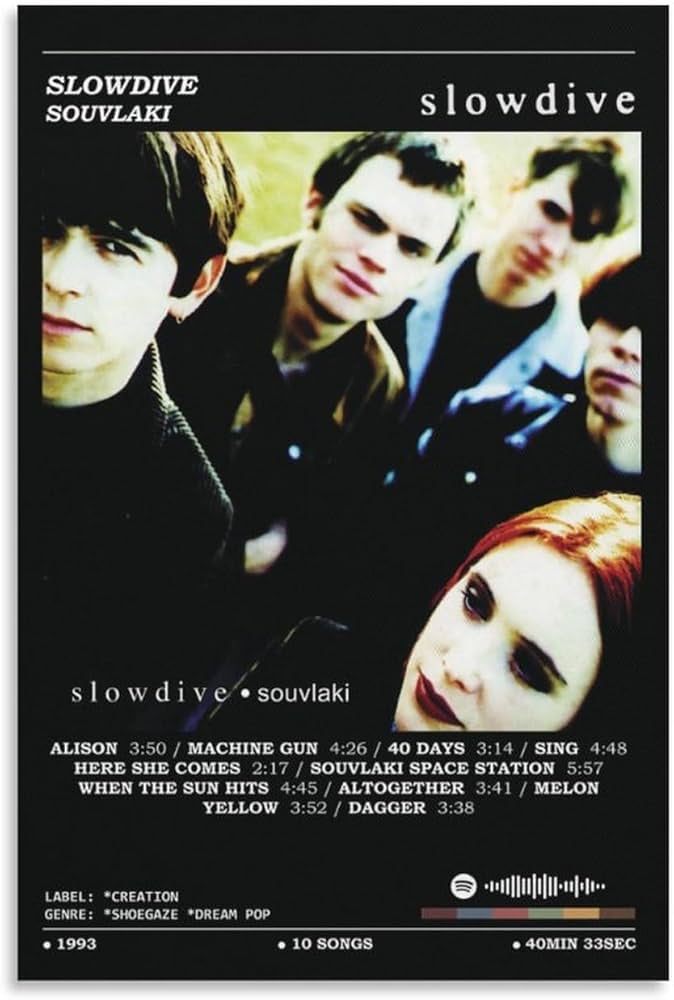 SLOWDIVE
SOUVLAKI
slowdive
slowdive • souvlaki
ALISON 3:50 / MACHINE GUN 4:26 / 40 DAYS 3:14 / SING 4:48
HERE SHE COMES 2:17 / SOUVLAKI SPACE STATION 5:57
WHEN THE SUN HITS 4:45 / ALTOGETHER 3:41 / MELON
YELLOW 3:52 / DAGGER 3:38
LABEL: *CREATION
GENRE: *SHOEGAZE *DREAM POP
• 1993
• 10 SONGS
• 40MIN 33SEC